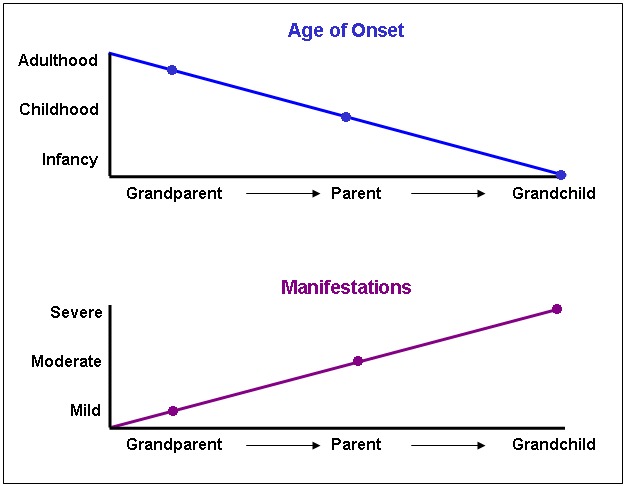 Age of Onset
Adulthood
Childhood
Infancy
Grandparent Parent Grandchild
Manifestations
Severe
Moderate
Mild
Grandparent Parent Grandchild